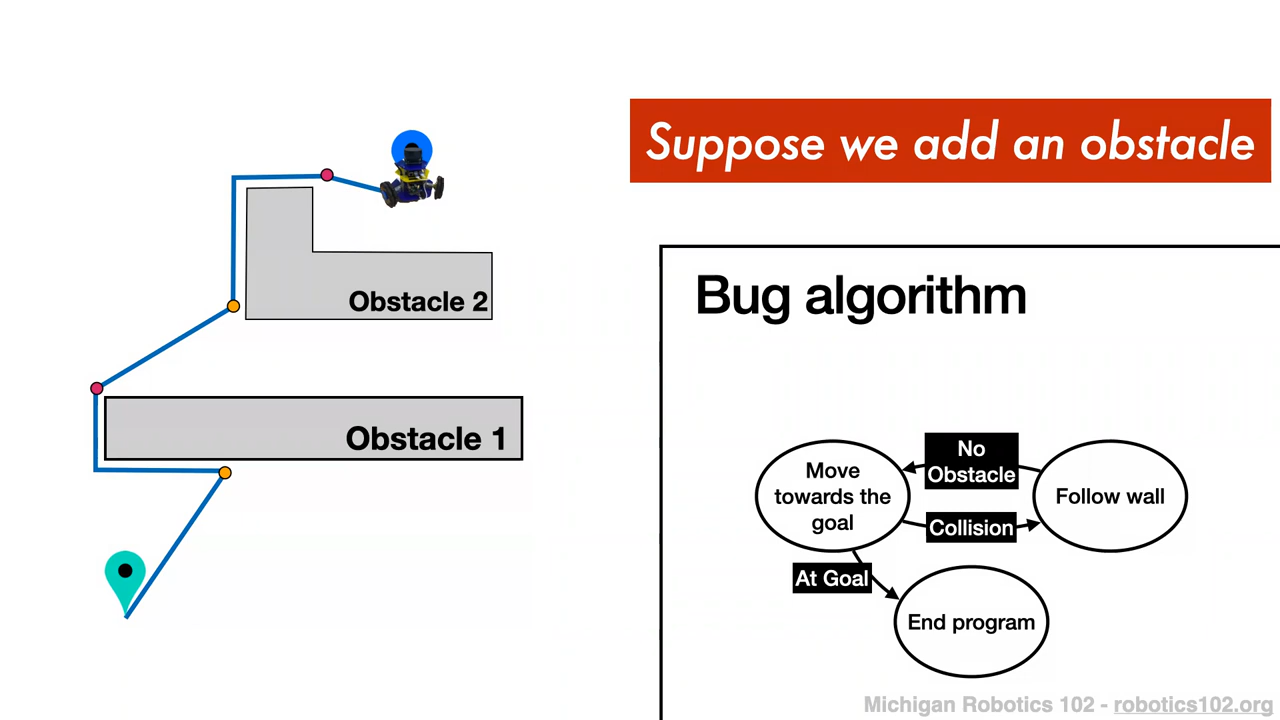 Suppose we add an obstacle
Obstacle 2
Obstacle 1
Bug algorithm
Move
towards the
goal
No
Obstacle
Collision
Follow wall
At Goal
End program
Michigan Robotics 102 - robotics102.org